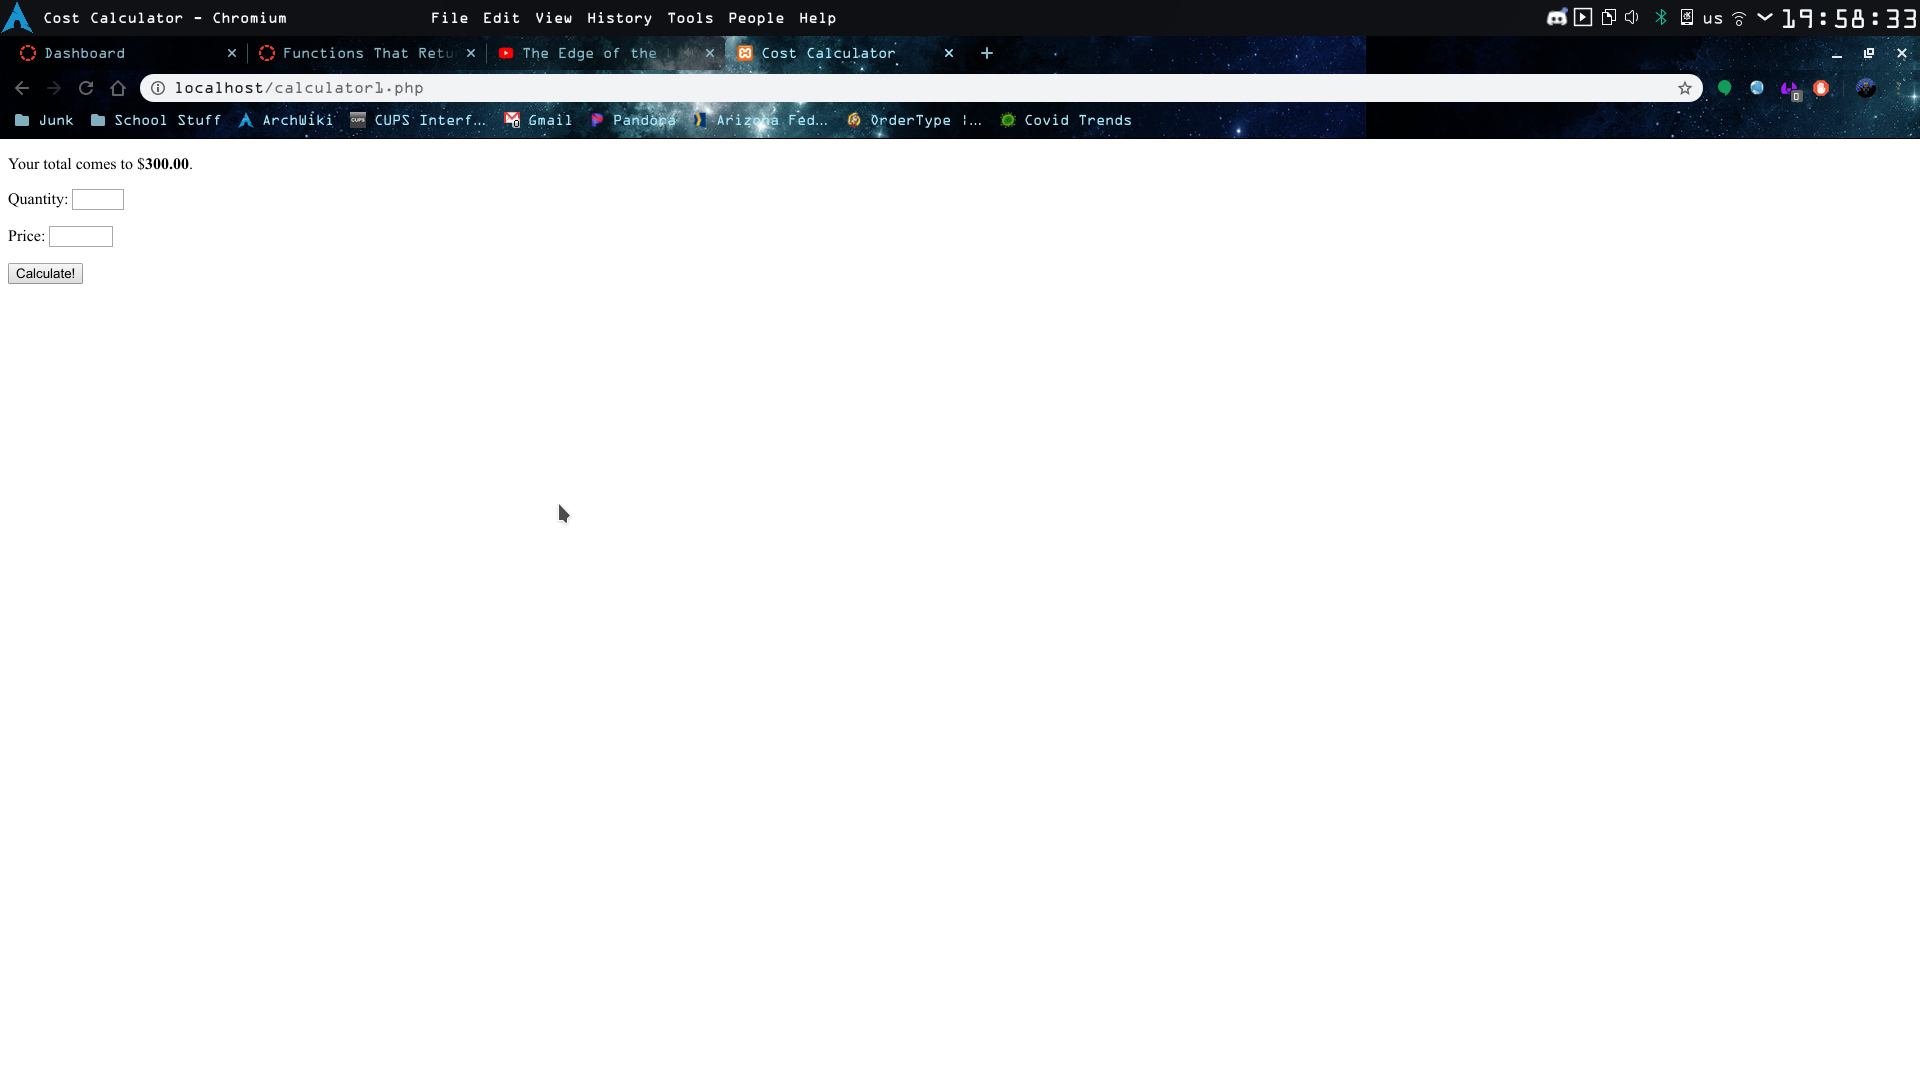 Cost Calculator - Chromium File Edit View History Tools People Help us 19:58:33
Dashboard Functions That Retu The Edge of the Cost Calculator
localhost/calculator1.php
Junk School Stuff ArchWiki CUPS CUPS Interf... Gmail Pandora Arizona Fed... OrderType |... Covid Trends
Your total comes to $300.00.
Quantity:
Price:
Calculate!